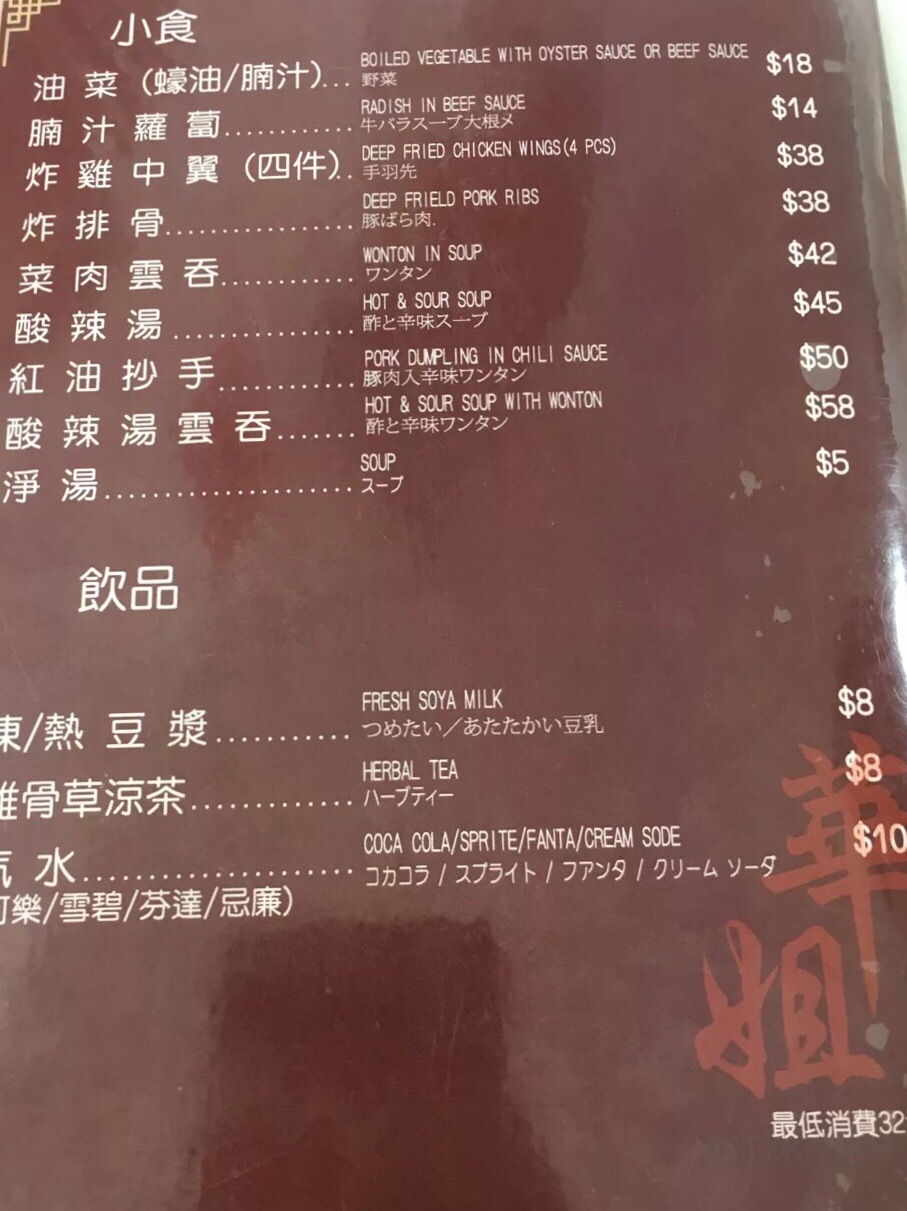 小食
油菜(蠔油/腩汁)... BOILED VEGETABLE WITH OYSTER SAUCE OR BEEF SAUCE $18
野菜
腩汁蘿蔔............ RADISH IN BEEF SAUCE $14
牛バラスープ大根メ
炸雞中翼(四件).. DEEP FRIED CHICKEN WINGS(4 PCS) $38
手羽先
炸排骨................. DEEP FRIELD PORK RIBS $38
豚ばら肉.
菜肉雲吞............ WONTON IN SOUP $42
ワンタン
酸辣湯................ HOT & SOUR SOUP $45
酢と辛味スープ
紅油抄手............ PORK DUMPLING IN CHILI SAUCE $50
豚肉入辛味ワンタン
酸辣湯雲吞....... HOT & SOUR SOUP WITH WONTON $58
酢と辛味ワンタン
淨湯...................... SOUP $5
スープ
飲品
凍/熱豆漿............ FRESH SOYA MILK $8
つめたい／あたたかい豆乳
雞骨草涼茶.............. HERBAL TEA $8
ハーブティー
汽水....................... COCA COLA/SPRITE/FANTA/CREAM SODE $10
コカコラ / スプライト / フアンタ / クリーム ソーダ
可樂/雪碧/芬達/忌廉)
華姐
最低消費32